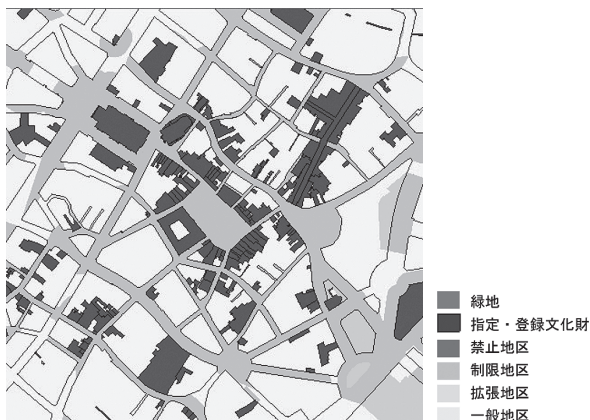 緑地
指定・登録文化財
禁止地区
制限地区
拡張地区
一般地区